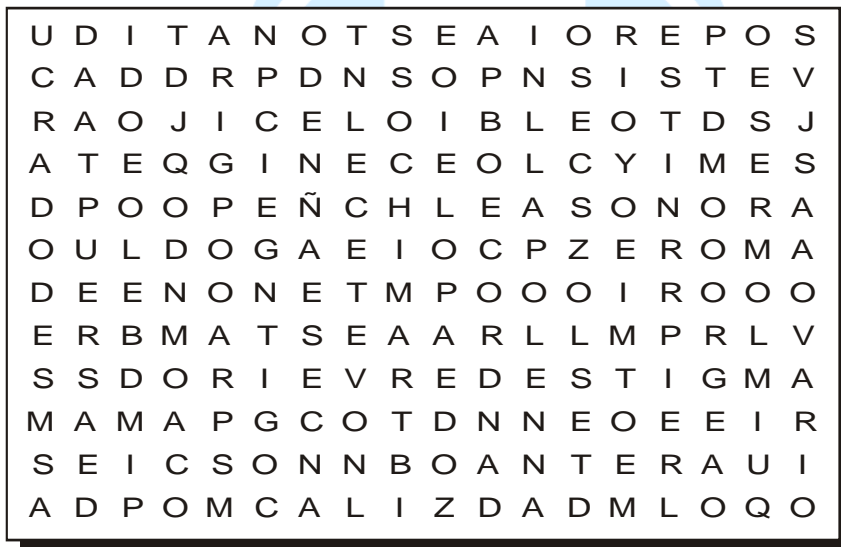 U D I T A N O T S E A I O R E P O S
C A D D R P D N S O P N S I S T E V
R A O J I C E L O I B L E O T D S J
A T E Q G I N E C E O L C Y I M E S
D P O O P E Ñ C H L E A S O N O R A
O U L D O G A E I O C P Z E R O M A
D E E N O N E T M P O O O I R O O O
E R B M A T S E A A R L L M P R L V
S S D O R I E V R E D E S T I G M A
M A M A P G C O T D N N E O E E I R
S E I C S O N N B O A N T E R A U I
A D P O M C A L I Z D A D M L O Q O